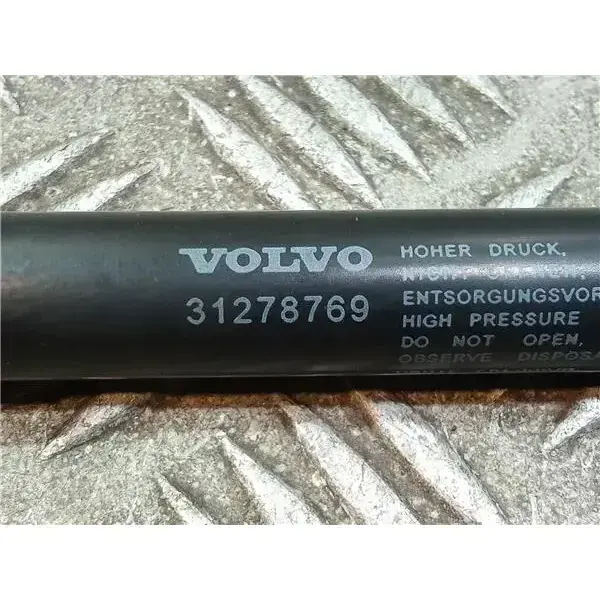 VOLVO
31278769
HOHER DRUCK,
ENTSORGUNGSVOR
HIGH PRESSURE
DO NOT OPEN,
OBSERVE DISPOSA